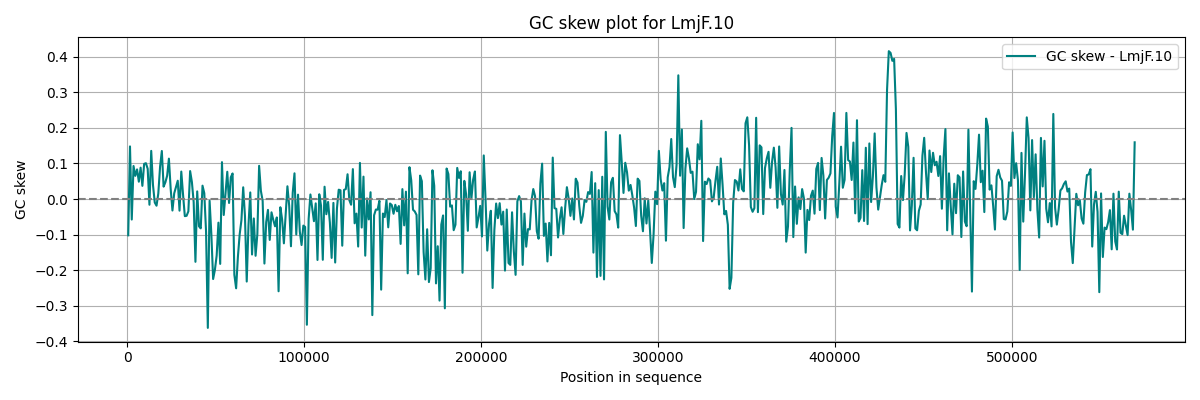 GC skew plot for LmjF.10
GC skew - LmjF.10
GC skew
0.4
0.3
0.2
0.1
0.0
−0.1
−0.2
−0.3
−0.4
0 100000 200000 300000 400000 500000
Position in sequence